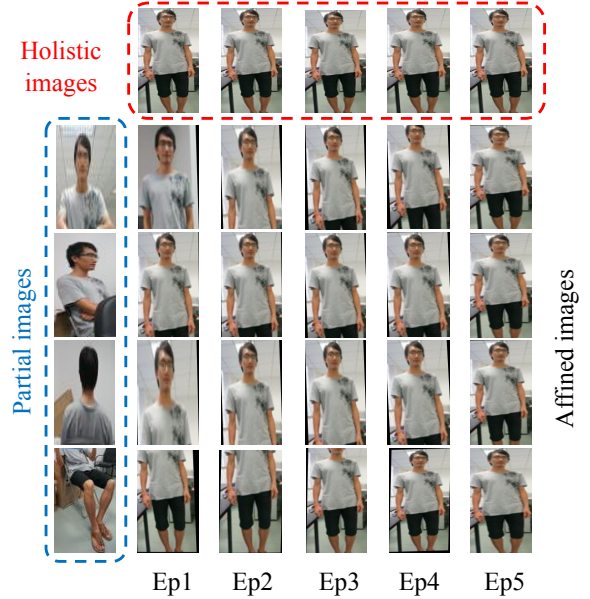 Holistic
images
Partial images
Affined images
Ep1 Ep2 Ep3 Ep4 Ep5